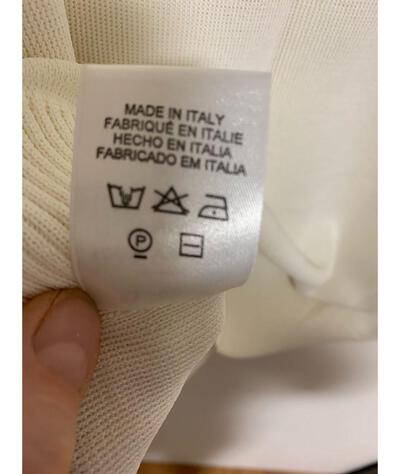 MADE IN ITALY
FABRIQUÉ EN ITALIE
HECHO EN ITALIA
FABRICADO EM ITALIA
P